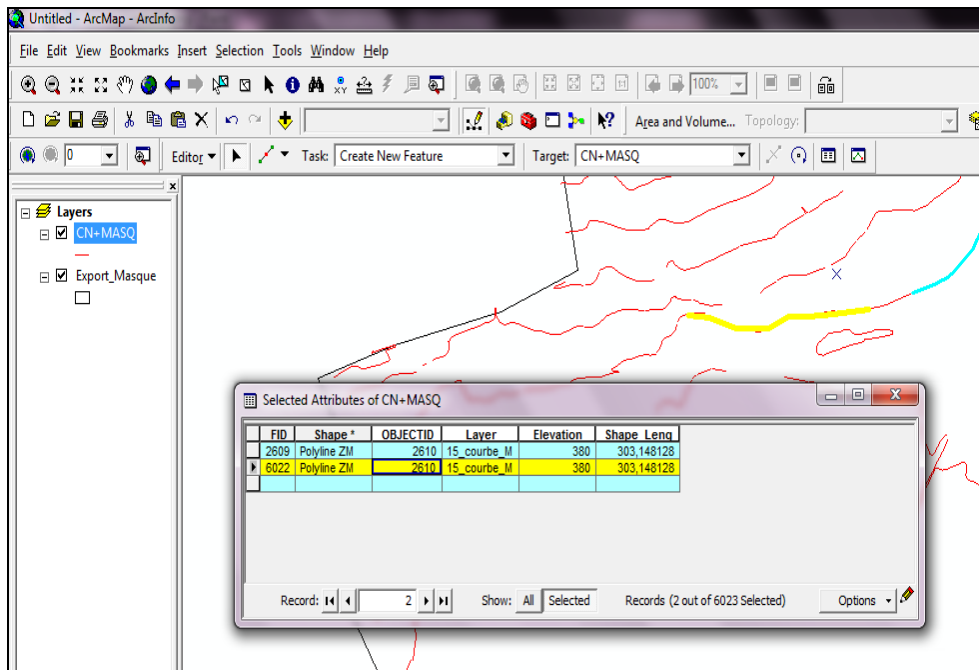 Untitled - ArcMap - ArcInfo
File Edit View Bookmarks Insert Selection Tools Window Help
XY 1:1 100%
Area and Volume... Topology:
0 Editor Task: Create New Feature Target: CN+MASQ
Layers
CN+MASQ
Export_Masque
Selected Attributes of CN+MASQ
FID Shape * OBJECTID Layer Elevation Shape_Leng
2609 Polyline ZM 2610 15_courbe_M 380 303,148128
6022 Polyline ZM 2610 15_courbe_M 380 303,148128
Record: 2 Show: All Selected Records (2 out of 6023 Selected) Options